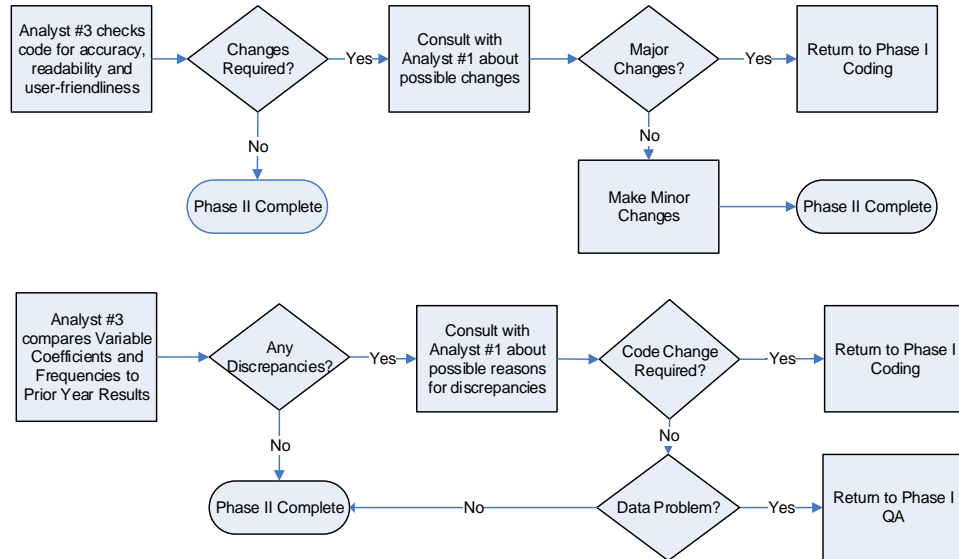 Analyst #3 checks
code for accuracy,
readability and
user-friendliness
Changes
Required?
Yes
Consult with
Analyst #1 about
possible changes
Major
Changes?
Yes
Return to Phase I
Coding
No
Phase II Complete
No
Make Minor
Changes
Phase II Complete
Analyst #3
compares Variable
Coefficients and
Frequencies to
Prior Year Results
Any
Discrepancies?
Yes
Consult with
Analyst #1 about
possible reasons
for discrepancies
Code Change
Required?
Yes
Return to Phase I
Coding
No
No
Phase II Complete
No
Data Problem?
Yes
Return to Phase I
QA